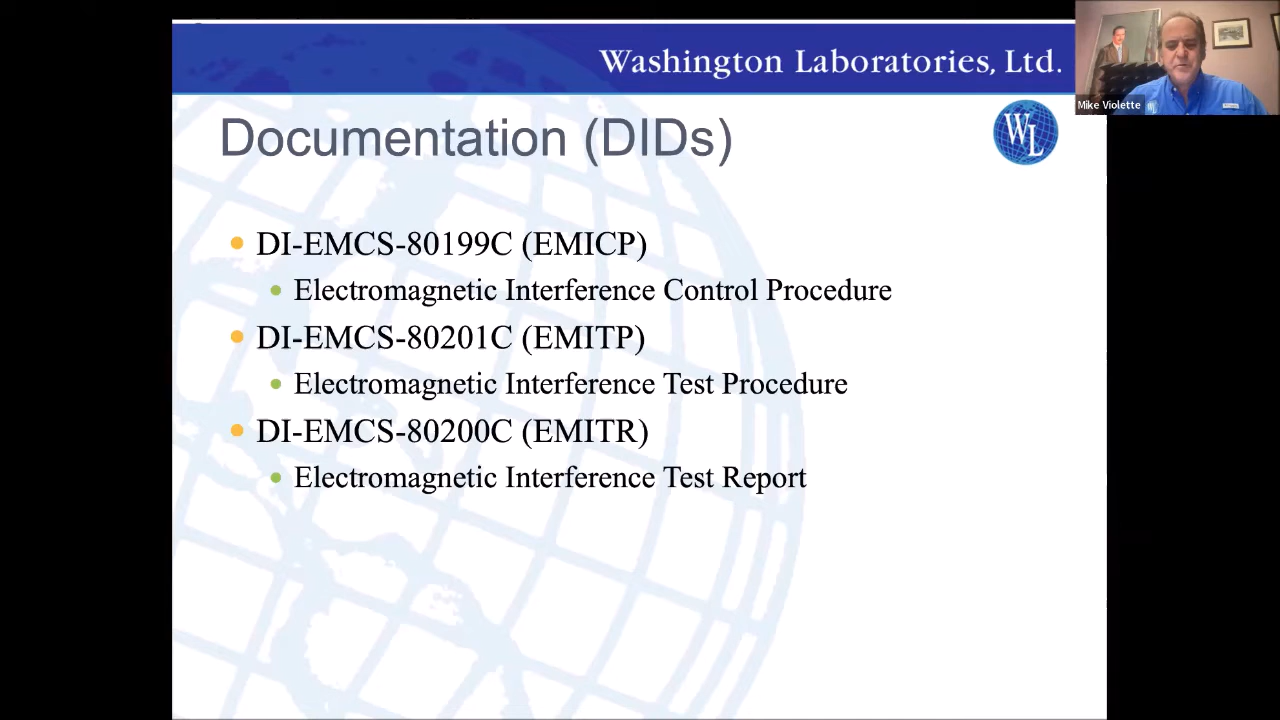 Washington Laboratories, Ltd.
Mike Violette
Documentation (DIDs)
WL
DI-EMCS-80199C (EMICP)
Electromagnetic Interference Control Procedure
DI-EMCS-80201C (EMITP)
Electromagnetic Interference Test Procedure
DI-EMCS-80200C (EMITR)
Electromagnetic Interference Test Report